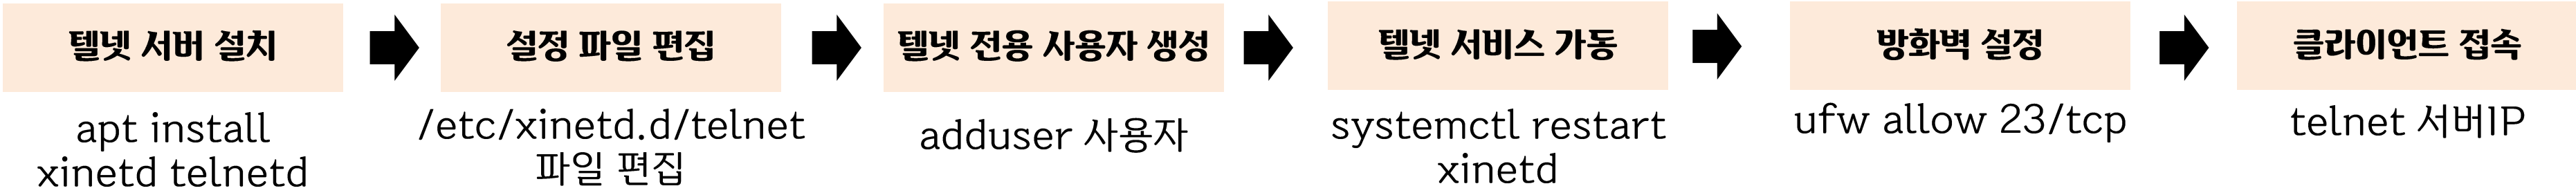 텔넷 서버 설치
apt install
xinetd telnetd
설정 파일 편집
/etc/xinetd.d/telnet
파일 편집
텔넷 전용 사용자 생성
adduser 사용자
텔넷 서비스 가동
systemctl restart
xinetd
방화벽 설정
ufw allow 23/tcp
클라이언트 접속
telnet 서버IP